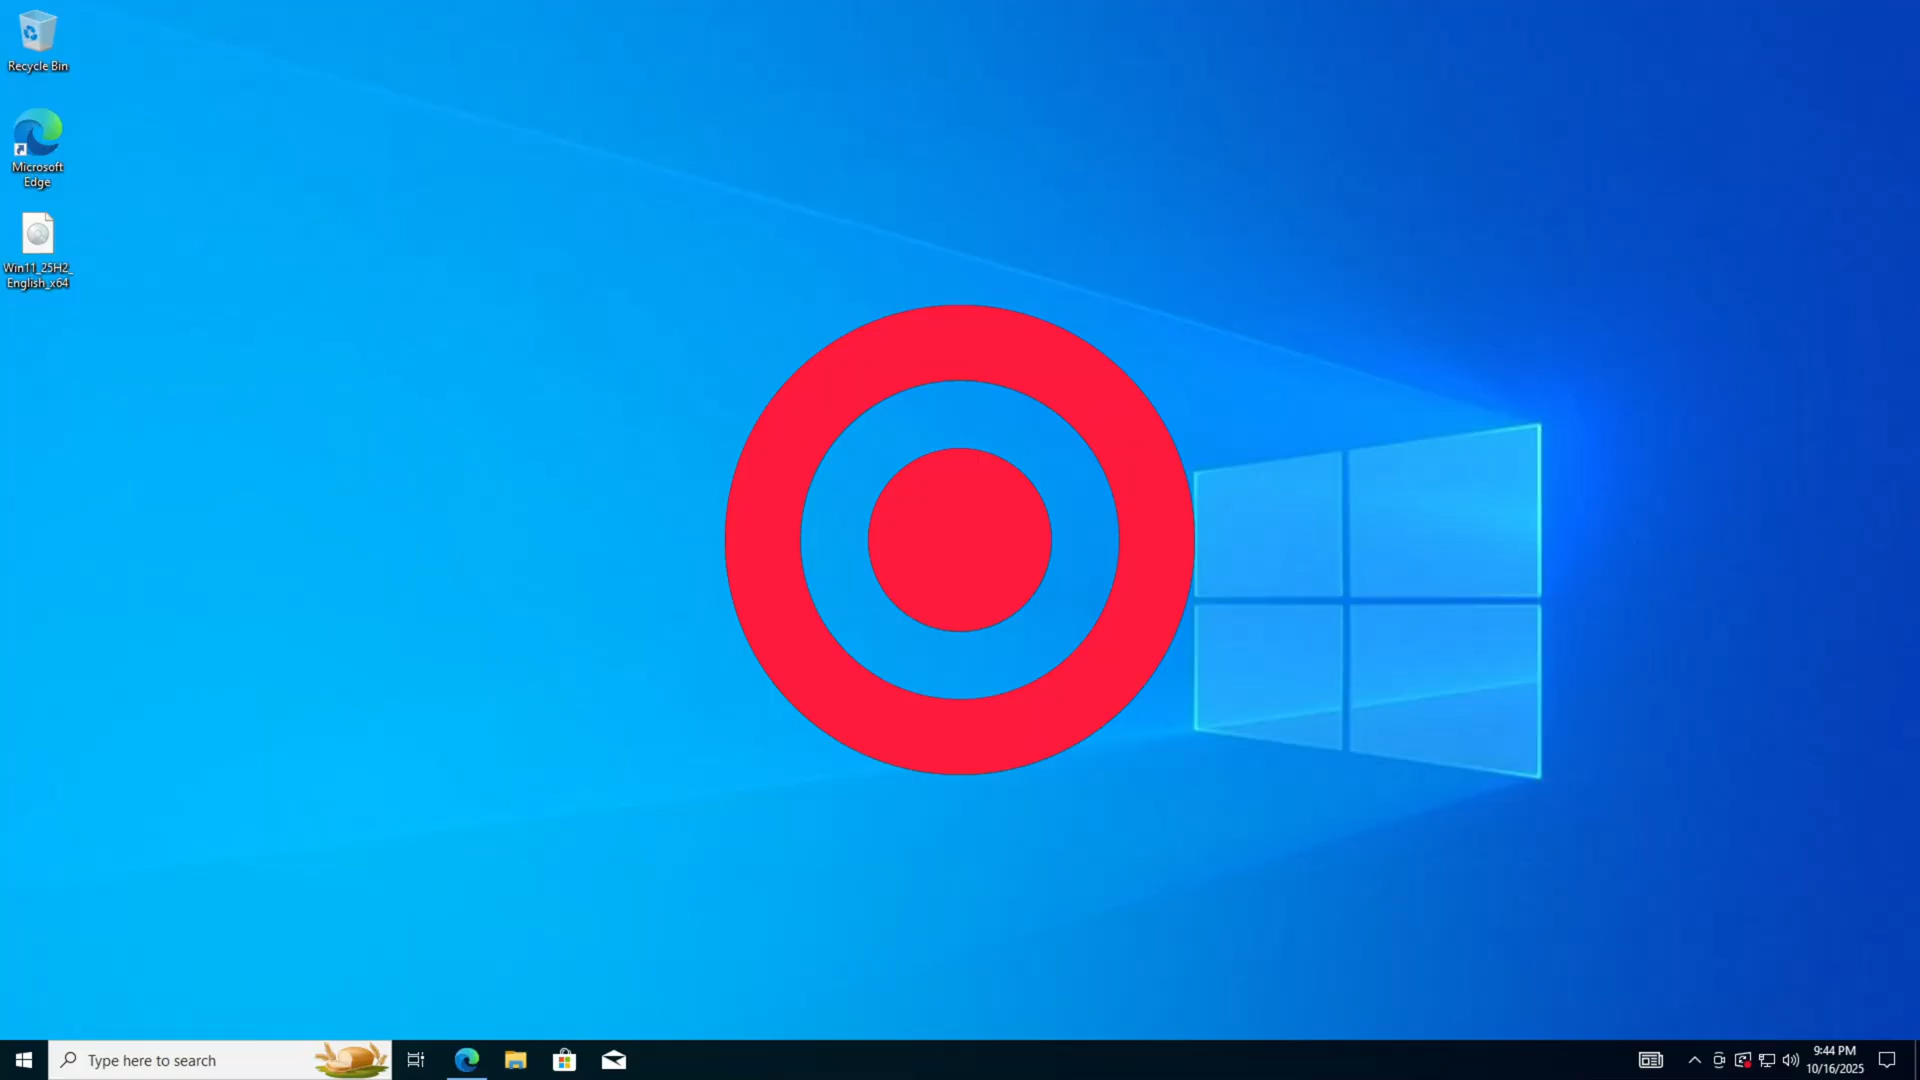 Recycle Bin
Microsoft
Edge
Win11_25H2_
English_x64
Type here to search
9:44 PM
10/16/2025